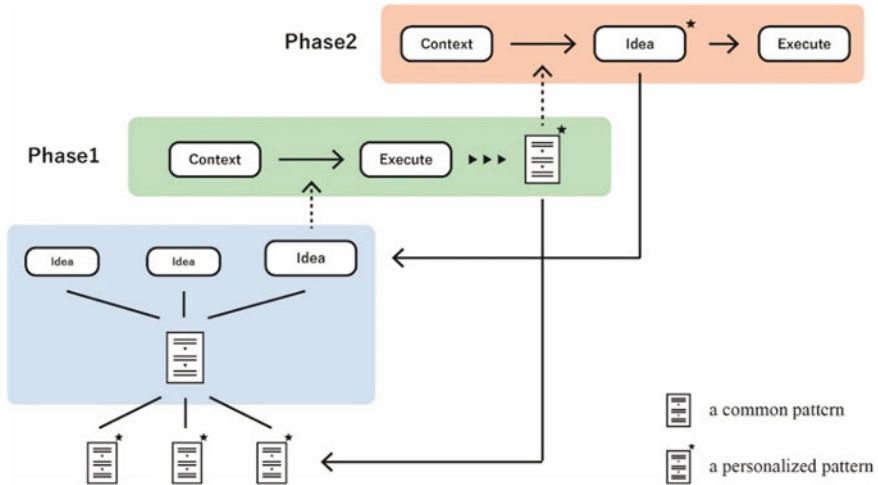 Phase2
Context
Idea
Execute
Phase1
Context
Execute
Idea
Idea
Idea
a common pattern
a personalized pattern